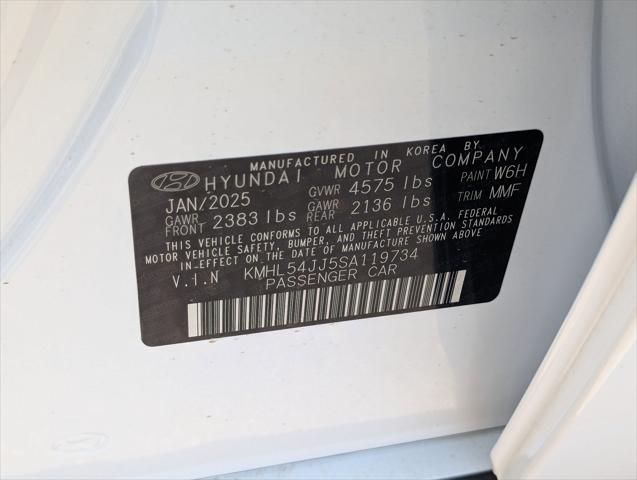 MANUFACTURED IN KOREA BY
HYUNDAI MOTOR COMPANY
JAN/2025 GVWR 4575 lbs PAINT W6H
GAWR FRONT 2383 lbs GAWR REAR 2136 lbs TRIM MMF
THIS VEHICLE CONFORMS TO ALL APPLICABLE U.S.A. FEDERAL
MOTOR VEHICLE SAFETY, BUMPER, AND THEFT PREVENTION STANDARDS
IN EFFECT ON THE DATE OF MANUFACTURE SHOWN ABOVE.
V.I.N KMHL54JJ5SA119734
PASSENGER CAR